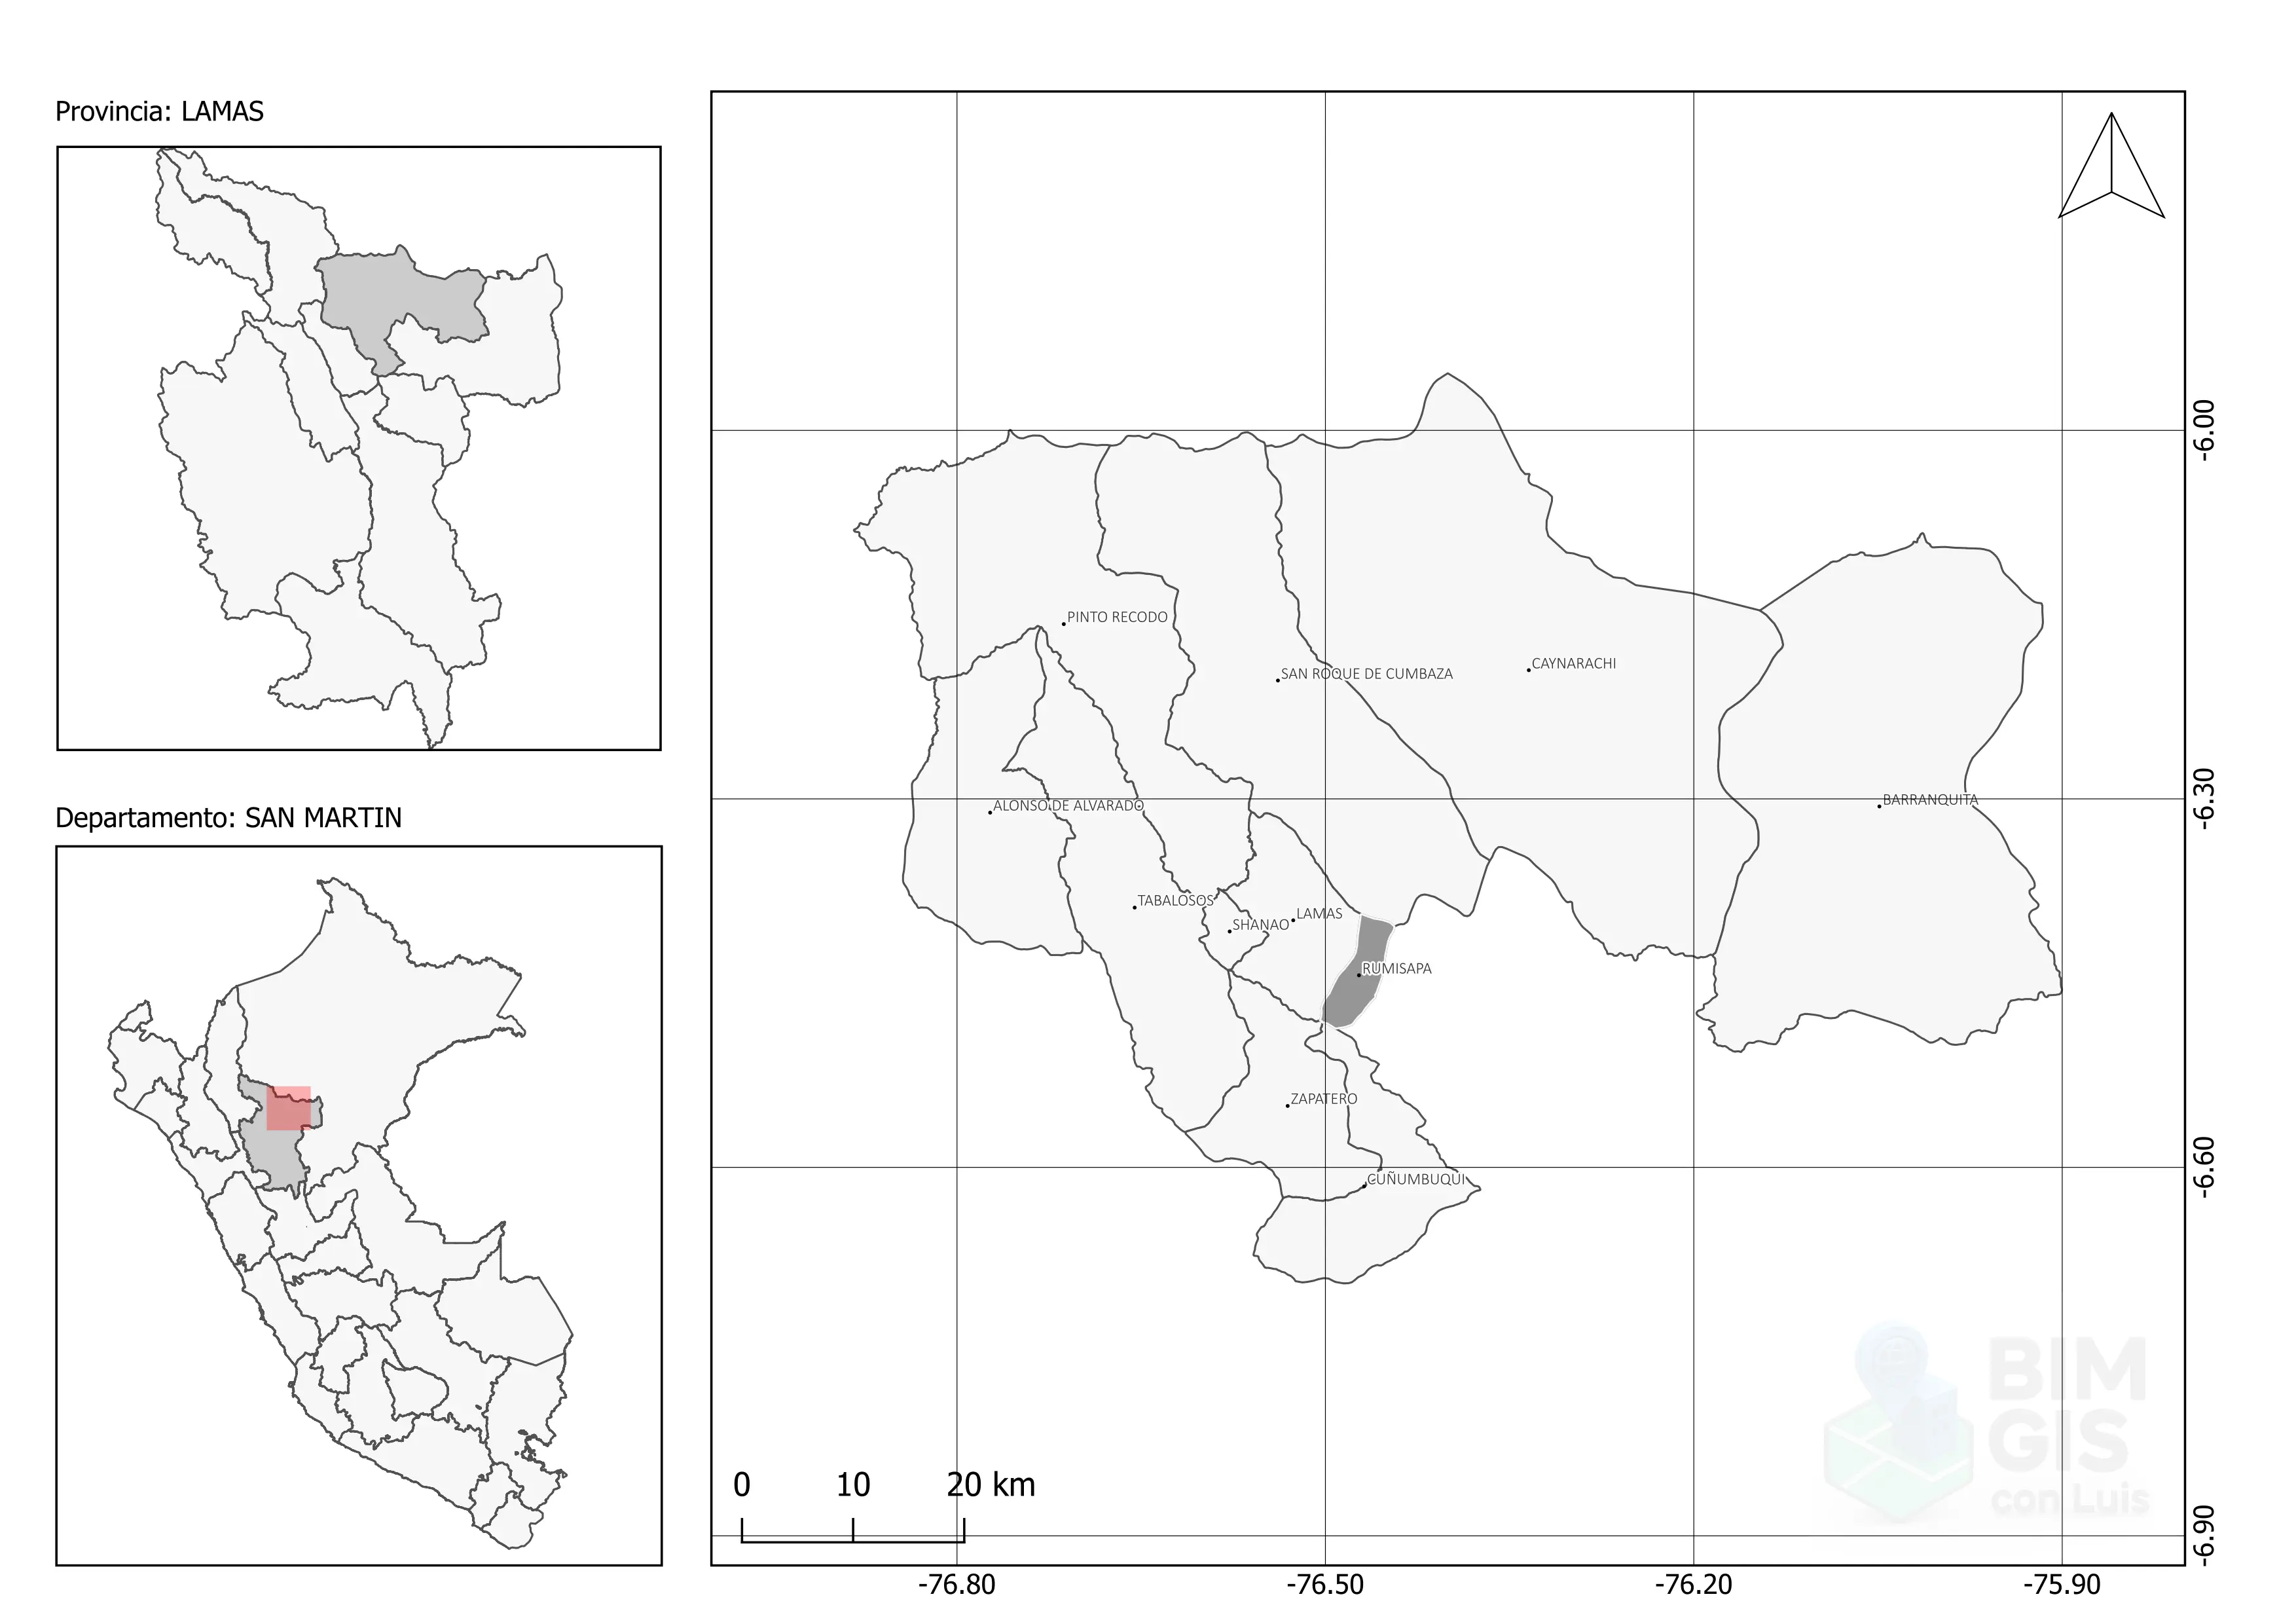 Provincia: LAMAS
Departamento: SAN MARTIN
PINTO RECODO
SAN ROQUE DE CUMBAZA
CAYNARACHI
ALONSO DE ALVARADO
BARRANQUITA
TABALOSOS
SHANAO
LAMAS
RUMISAPA
ZAPATERO
CUÑUMBUQUI
-6.00
-6.30
-6.60
-6.90
0 10 20 km
-76.80 -76.50 -76.20 -75.90
BIM
GIS
con Luis